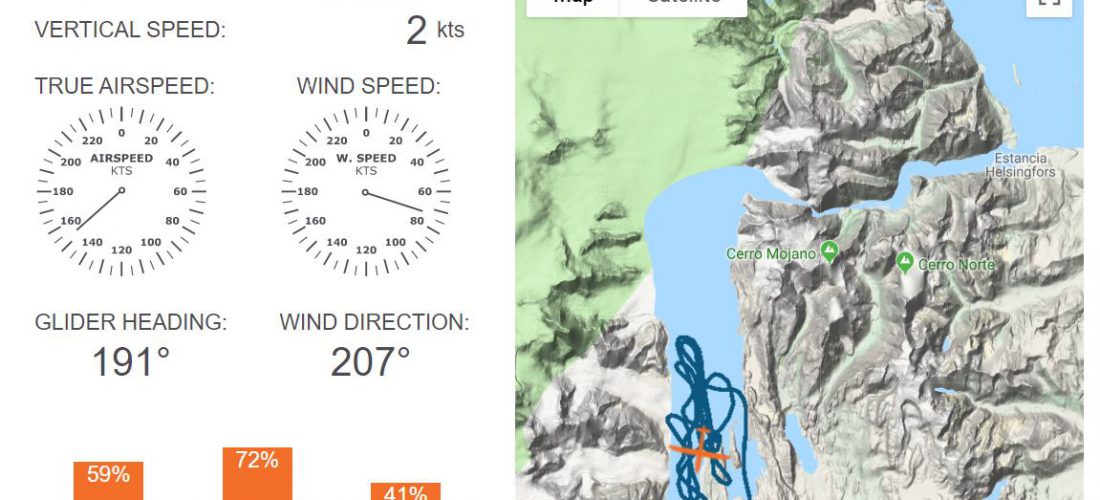 VERTICAL SPEED: 2 kts
TRUE AIRSPEED: WIND SPEED:
0
20
40
60
80
100
120
140
160
180
200
220
AIRSPEED
KTS
0
20
40
60
80
100
120
140
160
180
200
220
W. SPEED
KTS
GLIDER HEADING: WIND DIRECTION:
191° 207°
59% 72% 41%
Map Satellite
Estancia
Helsingfors
Cerro Mojano
Cerro Norte